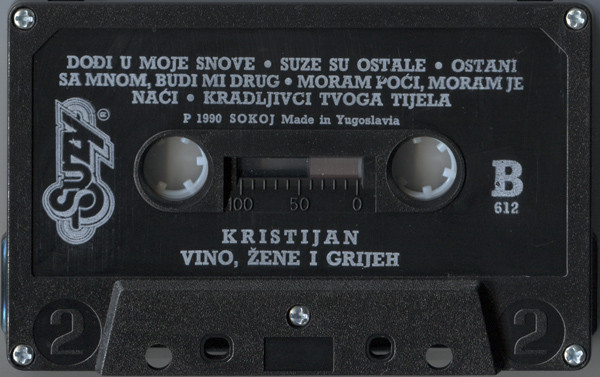 DOĐI U MOJE SNOVE • SUZE SU OSTALE • OSTANI
SA MNOM, BUDI MI DRUG • MORAM POĆI, MORAM JE
NAĆI • KRADLJIVCI TVOGA TIJELA
P 1990 SOKOJ Made in Yugoslavia
SUZY ®
B
612
100 50 0
KRISTIJAN
VINO, ŽENE I GRIJEH
2 2